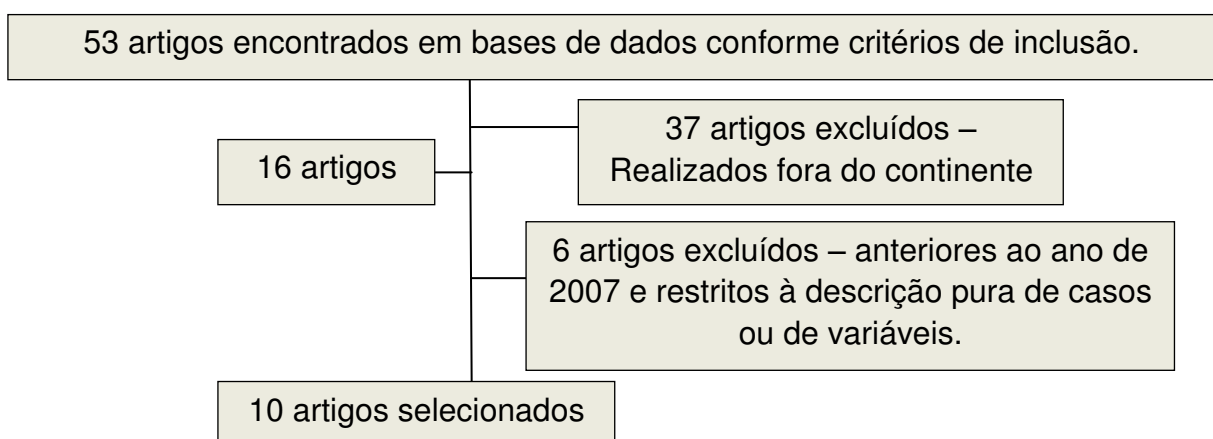 53 artigos encontrados em bases de dados conforme critérios de inclusão.
37 artigos excluídos –
Realizados fora do continente
16 artigos
6 artigos excluídos – anteriores ao ano de
2007 e restritos à descrição pura de casos
ou de variáveis.
10 artigos selecionados